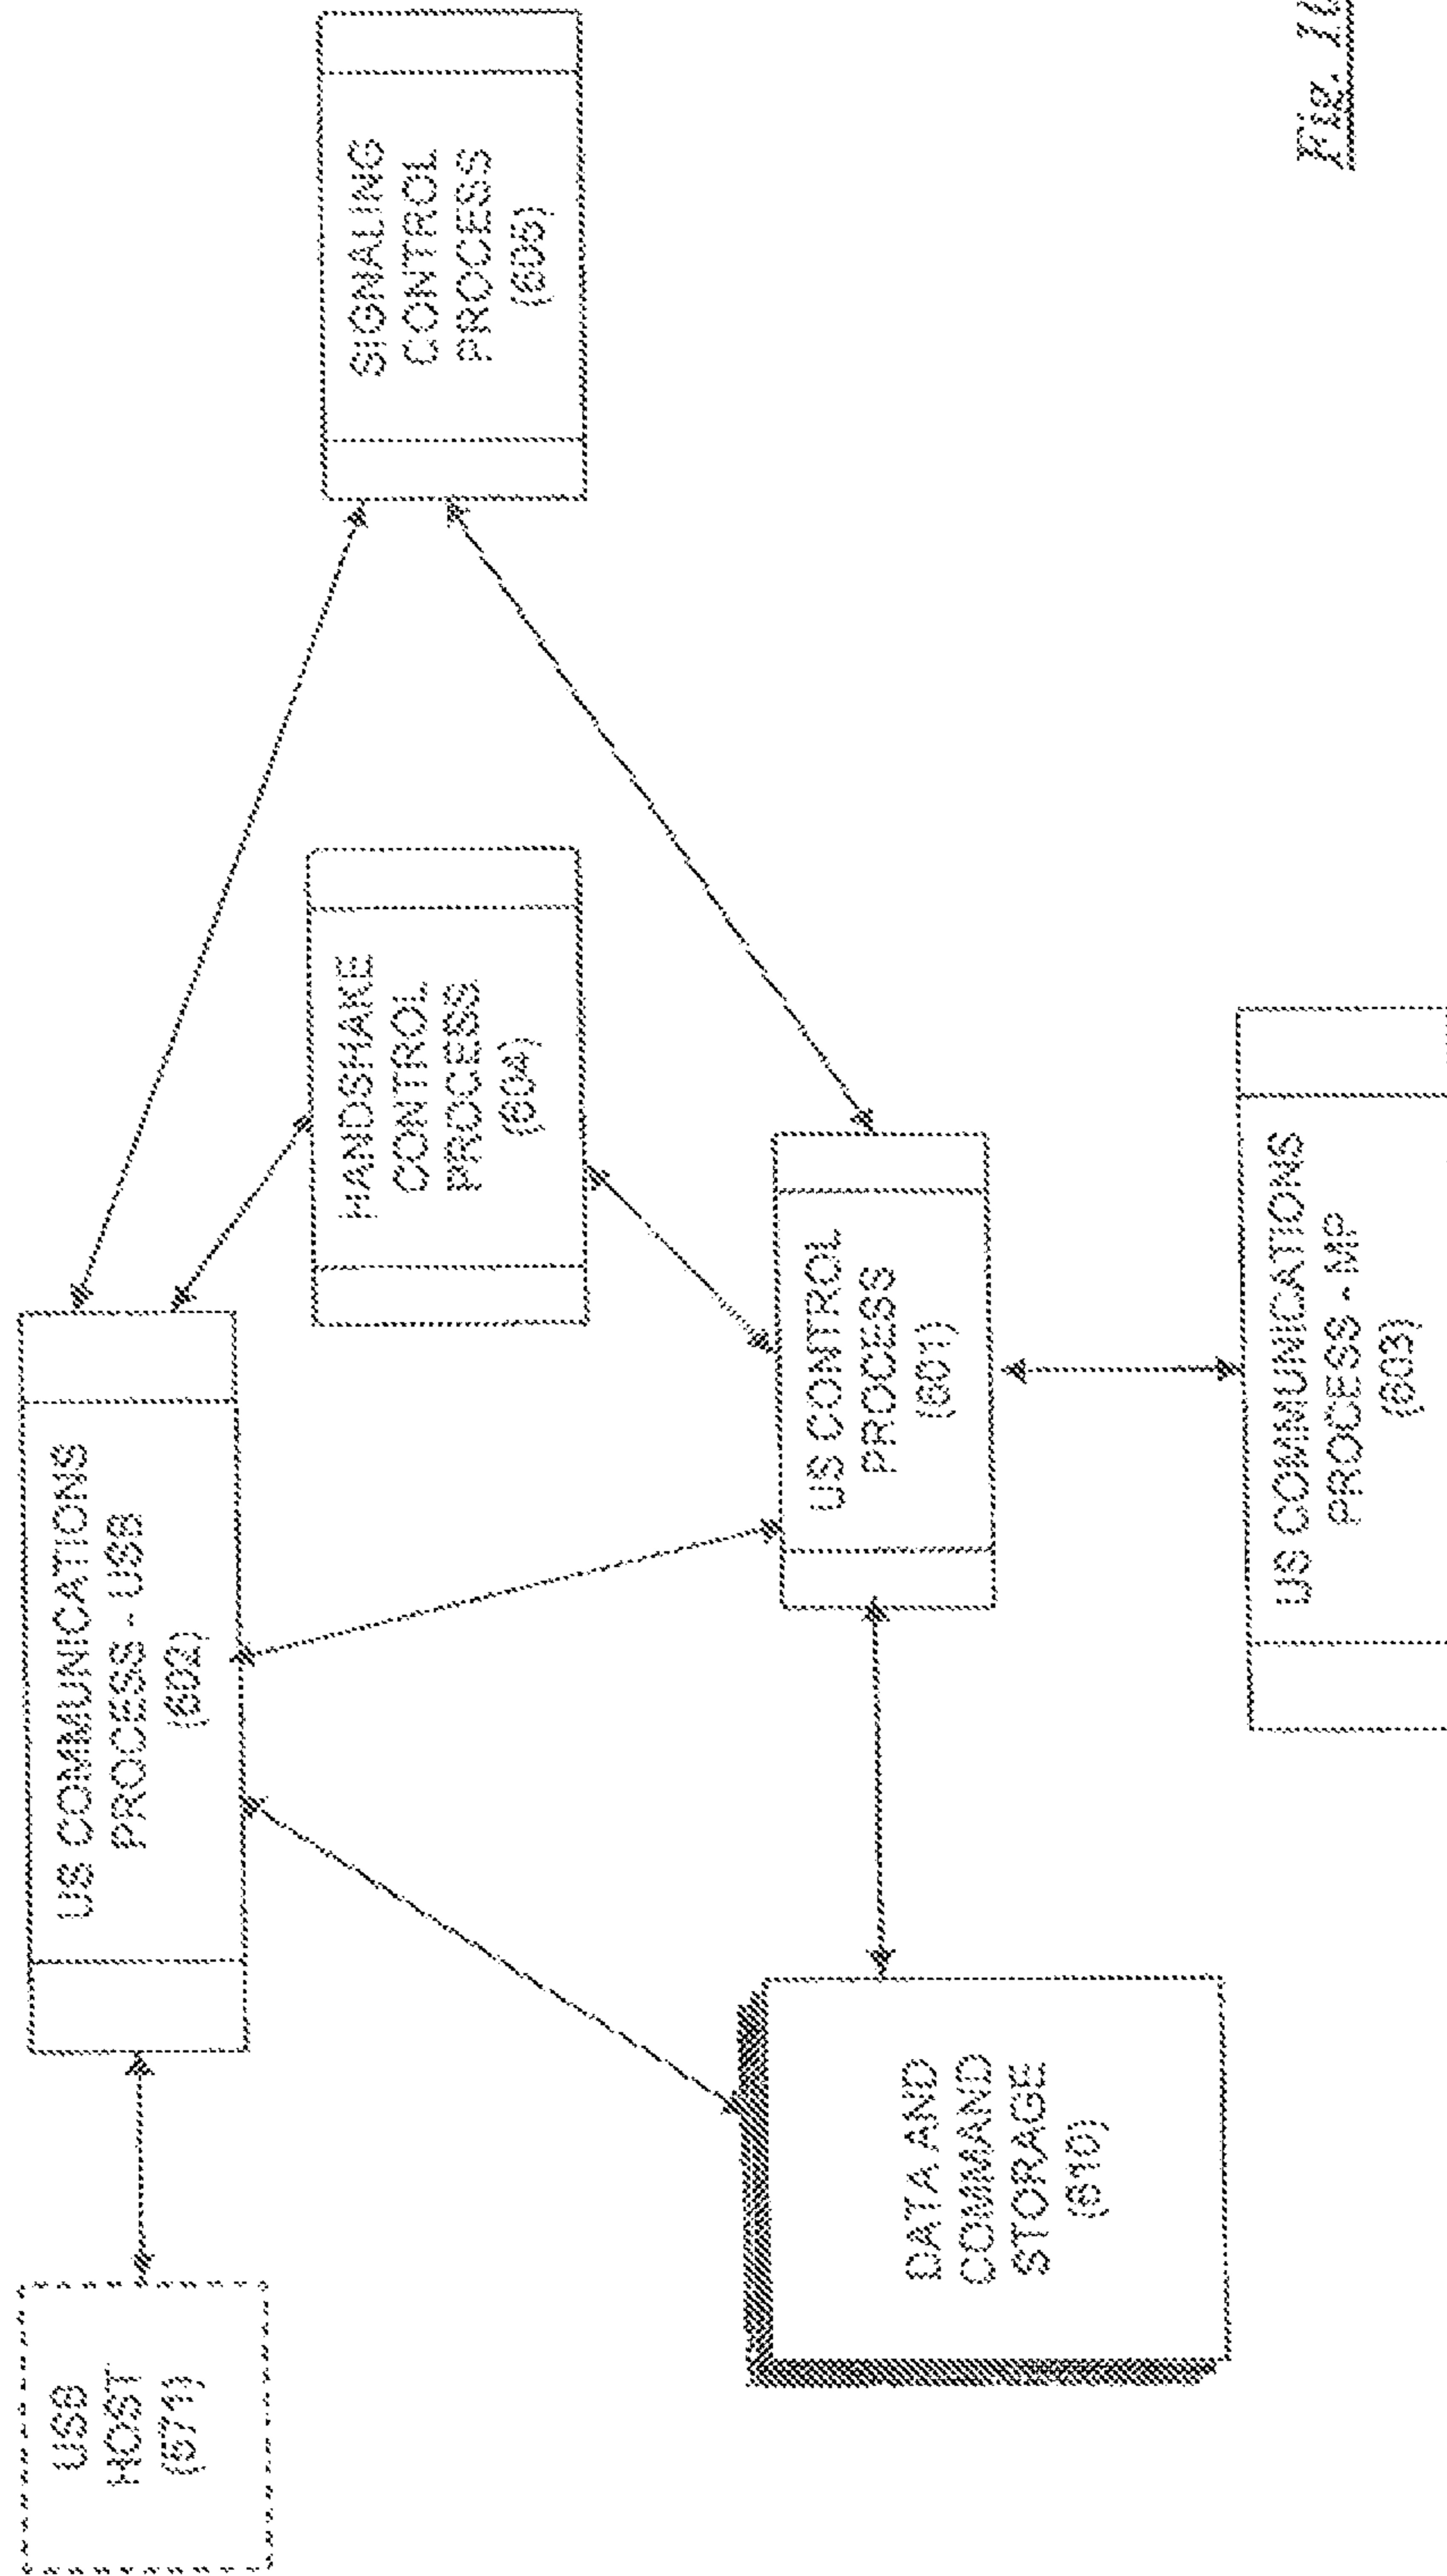 USB
HOST
(571)
US COMMUNICATIONS
PROCESS - USB
(602)
HANDSHAKE
CONTROL
PROCESS
(604)
SIGNALING
CONTROL
PROCESS
(605)
DATA AND
COMMAND
STORAGE
(610)
US CONTROL
PROCESS
(601)
US COMMUNICATIONS
PROCESS - MP
(603)
Fig.